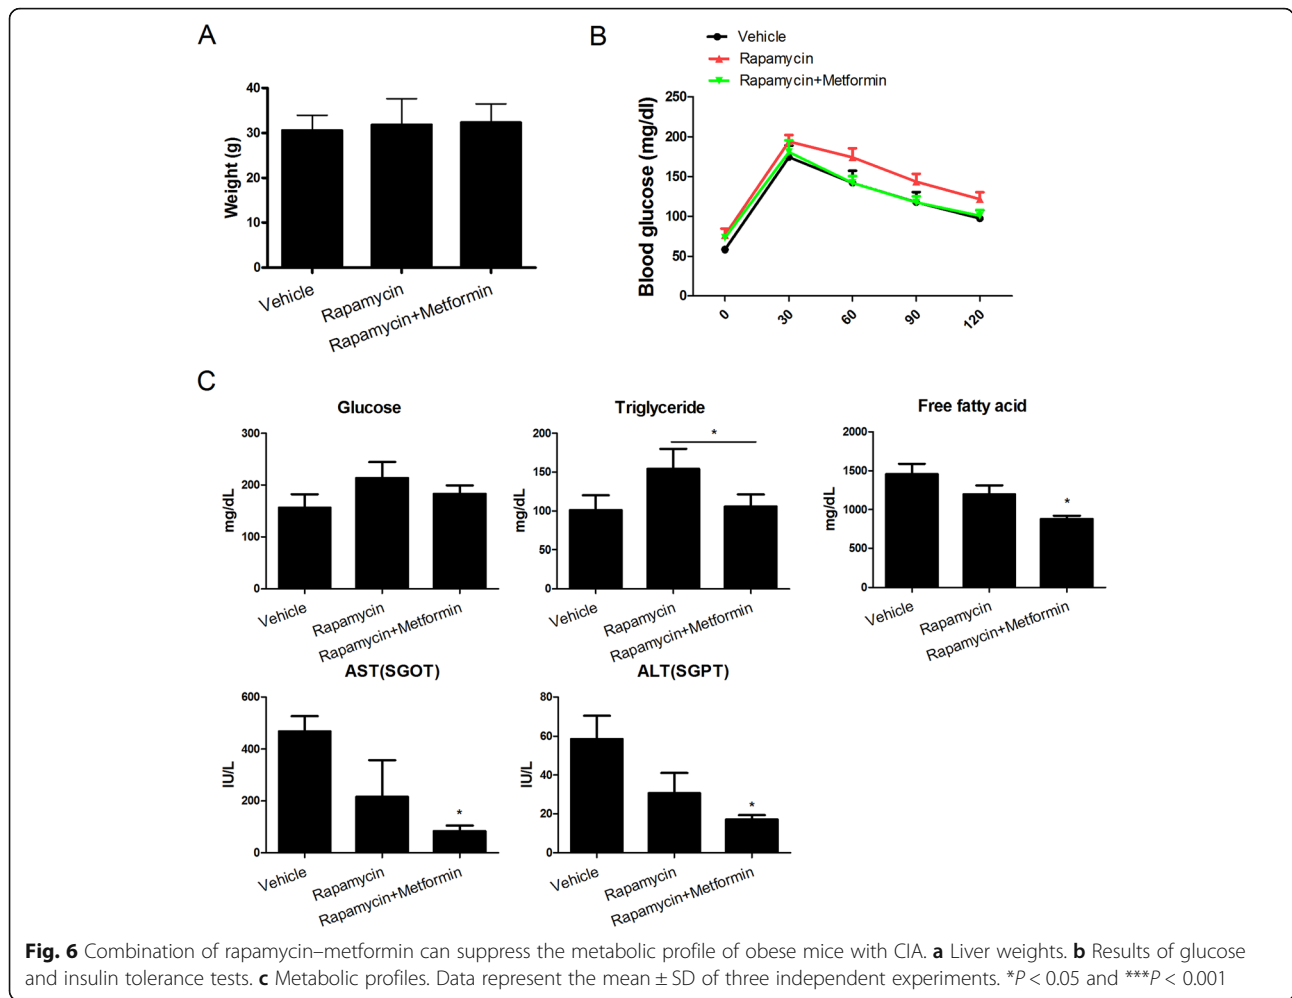 A
Weight (g)
40
30
20
10
0
Vehicle
Rapamycin
Rapamycin+Metformin
B
Vehicle
Rapamycin
Rapamycin+Metformin
Blood glucose (mg/dl)
250
200
150
100
50
0
0 30 60 90 120
C
Glucose
mg/dL
300
200
100
0
Vehicle
Rapamycin
Rapamycin+Metformin
Triglyceride
mg/dL
200
150
100
50
0
*
Vehicle
Rapamycin
Rapamycin+Metformin
Free fatty acid
mg/dL
2000
1500
1000
500
0
*
Vehicle
Rapamycin
Rapamycin+Metformin
AST(SGOT)
IU/L
600
400
200
0
*
Vehicle
Rapamycin
Rapamycin+Metformin
ALT(SGPT)
IU/L
80
60
40
20
0
*
Vehicle
Rapamycin
Rapamycin+Metformin
Fig. 6 Combination of rapamycin–metformin can suppress the metabolic profile of obese mice with CIA. a Liver weights. b Results of glucose
and insulin tolerance tests. c Metabolic profiles. Data represent the mean ± SD of three independent experiments. *P < 0.05 and ***P < 0.001